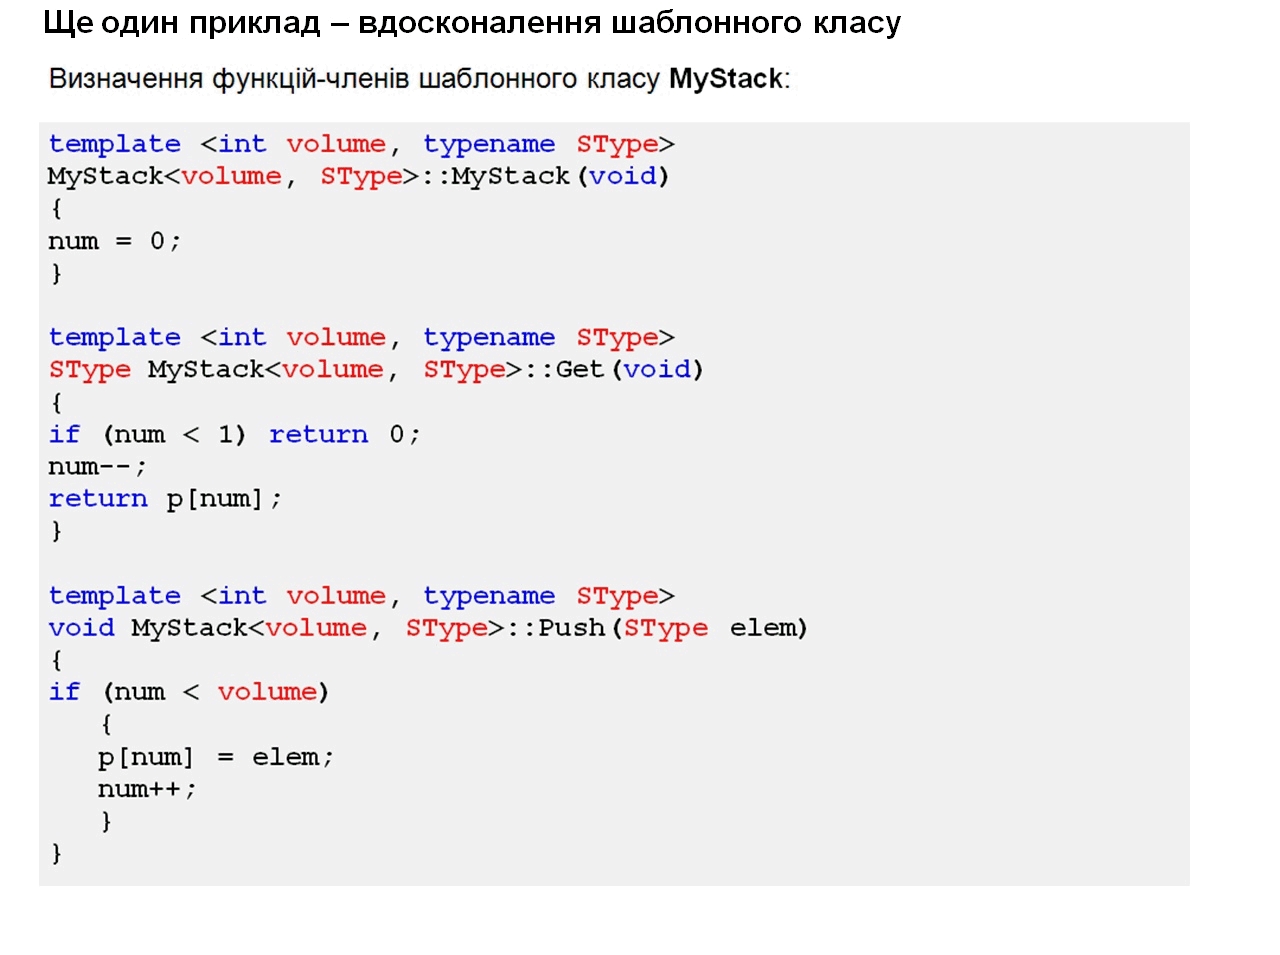 Ще один приклад – вдосконалення шаблонного класу
Визначення функцій-членів шаблонного класу MyStack:
template <int volume, typename SType>
MyStack<volume, SType>::MyStack(void)
{
num = 0;
}
template <int volume, typename SType>
SType MyStack<volume, SType>::Get(void)
{
if (num < 1) return 0;
num--;
return p[num];
}
template <int volume, typename SType>
void MyStack<volume, SType>::Push(SType elem)
{
if (num < volume)
{
p[num] = elem;
num++;
}
}